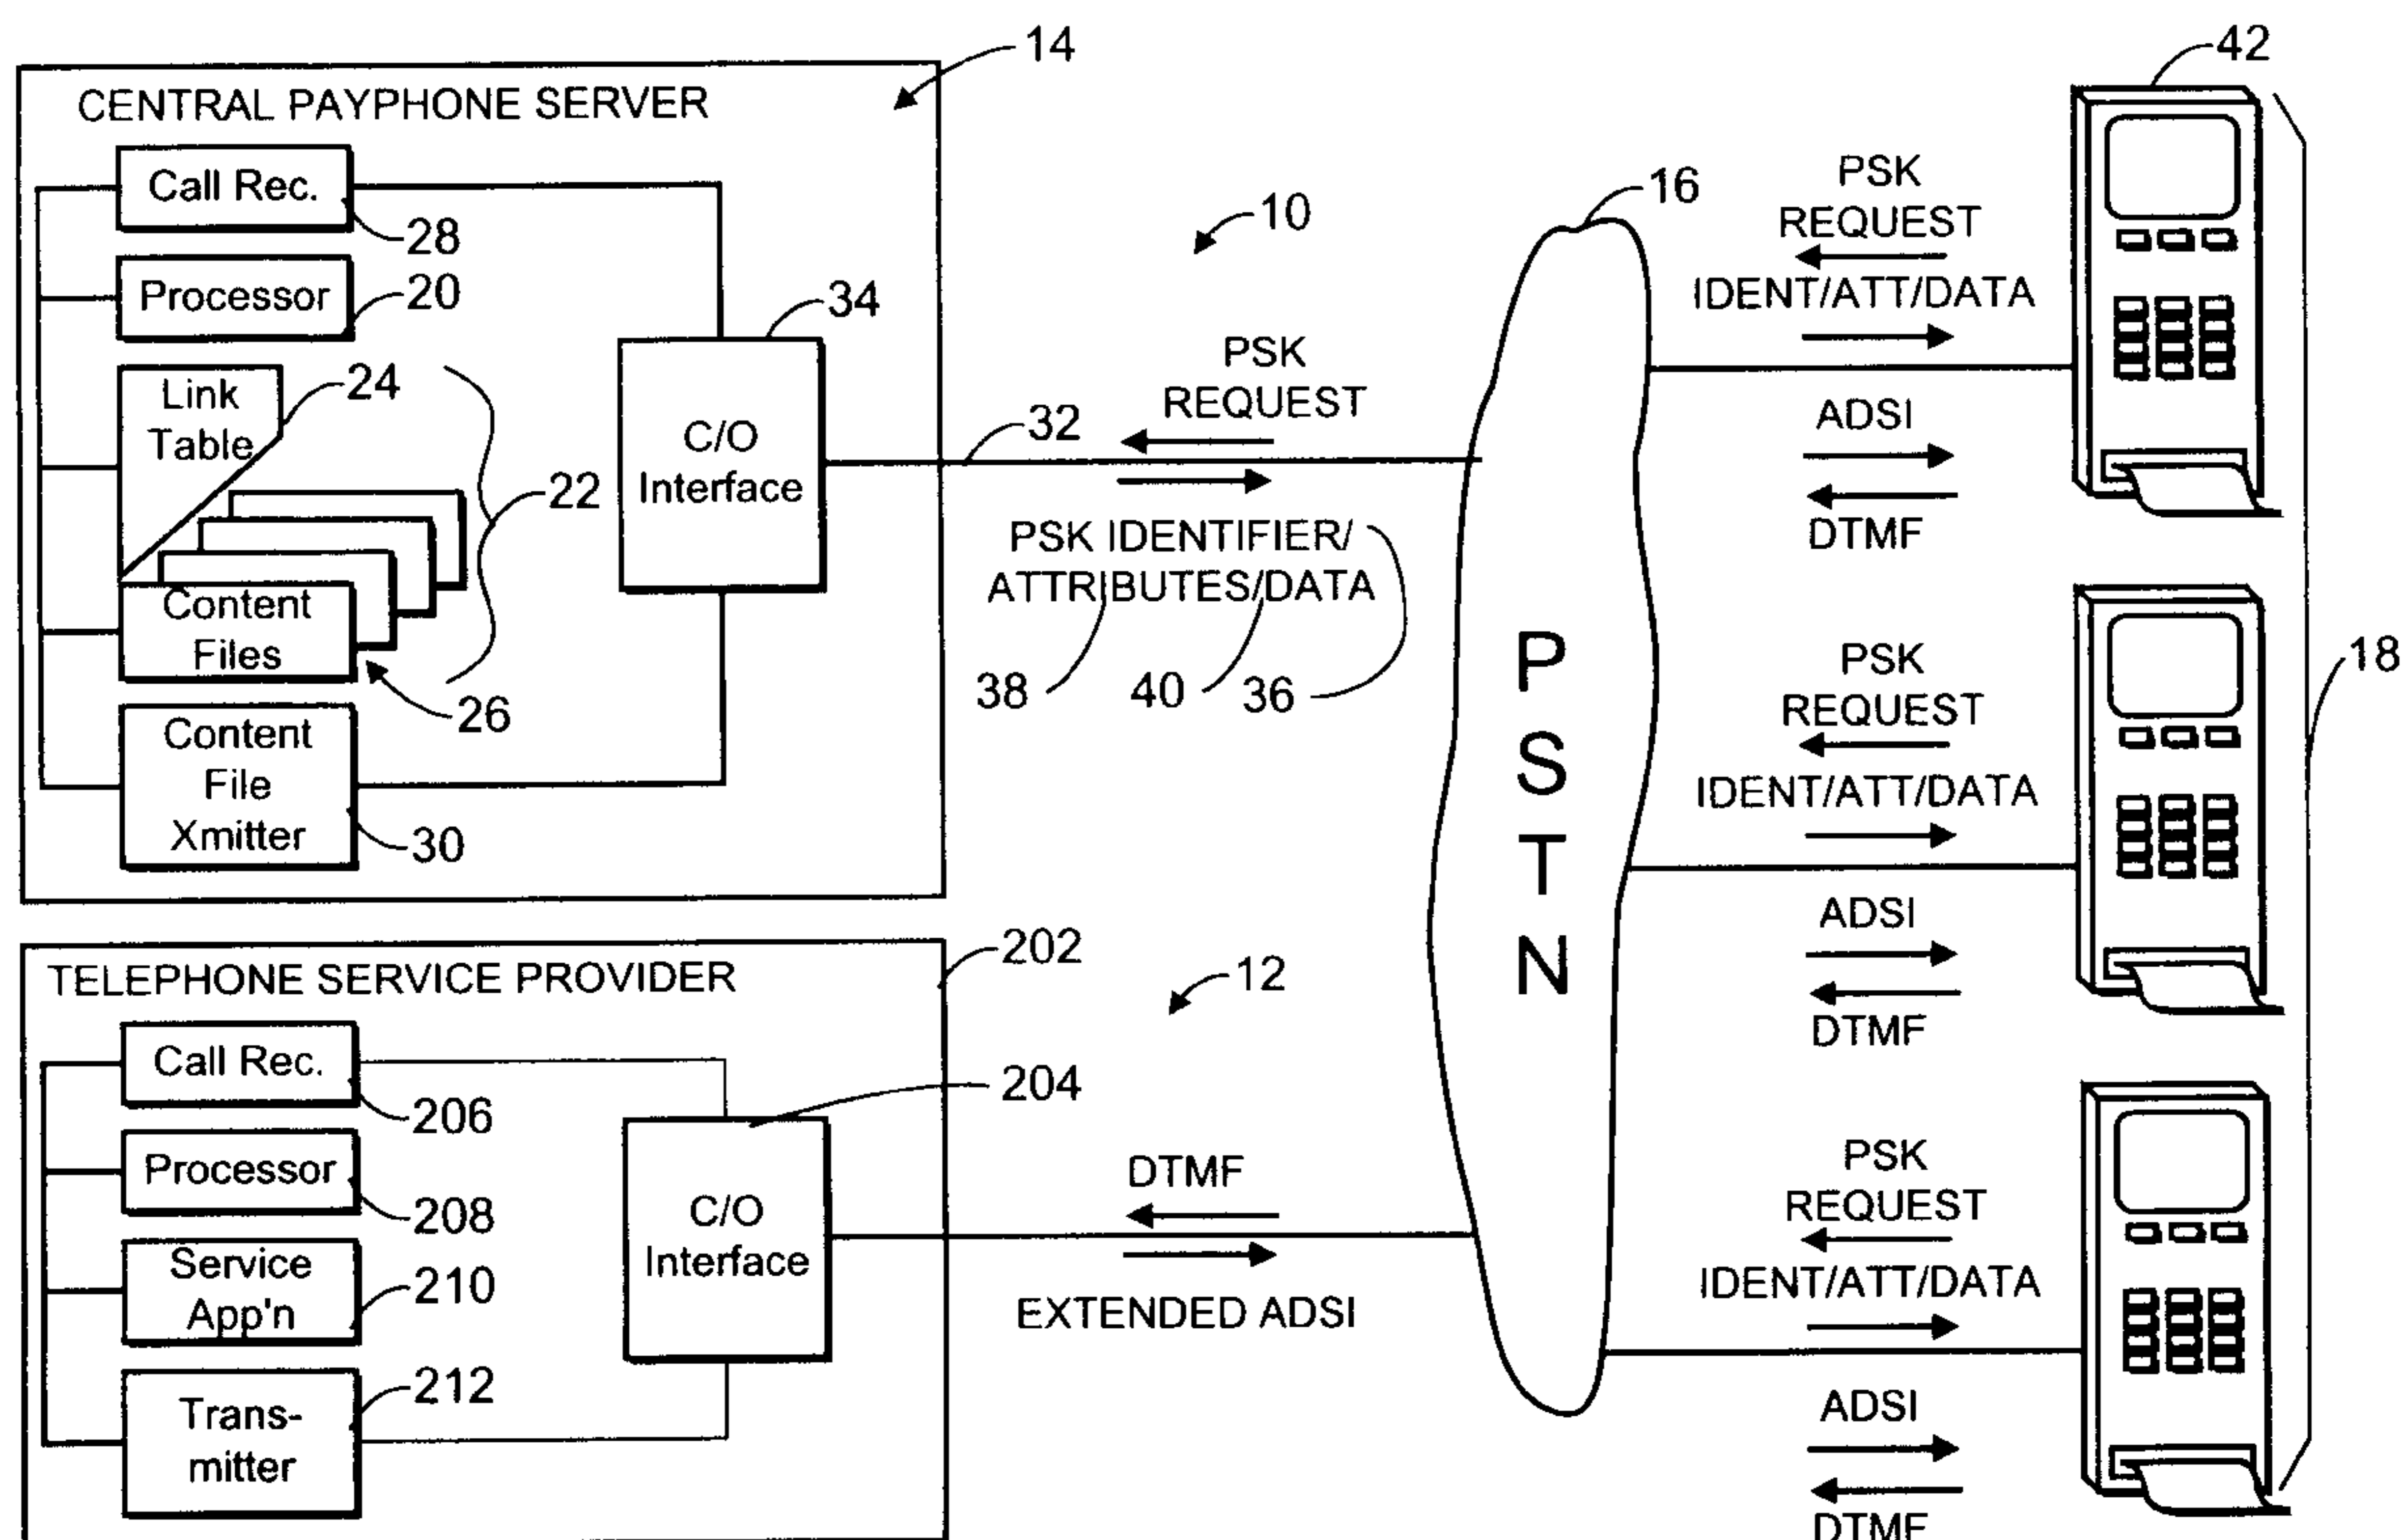 14
CENTRAL PAYPHONE SERVER
Call Rec.
28
Processor
20
Link
Table
24
22
Content
Files
26
Content
File
Xmitter
30
34
C/O
Interface
10
32
PSK
REQUEST
PSK IDENTIFIER/
ATTRIBUTES/DATA
38
40
36
16
PSTN
TELEPHONE SERVICE PROVIDER
202
12
Call Rec.
206
Processor
208
Service
App'n
210
Trans-
mitter
212
204
C/O
Interface
DTMF
EXTENDED ADSI
42
18
PSK
REQUEST
IDENT/ATT/DATA
ADSI
DTMF
PSK
REQUEST
IDENT/ATT/DATA
ADSI
DTMF
PSK
REQUEST
IDENT/ATT/DATA
ADSI
DTMF